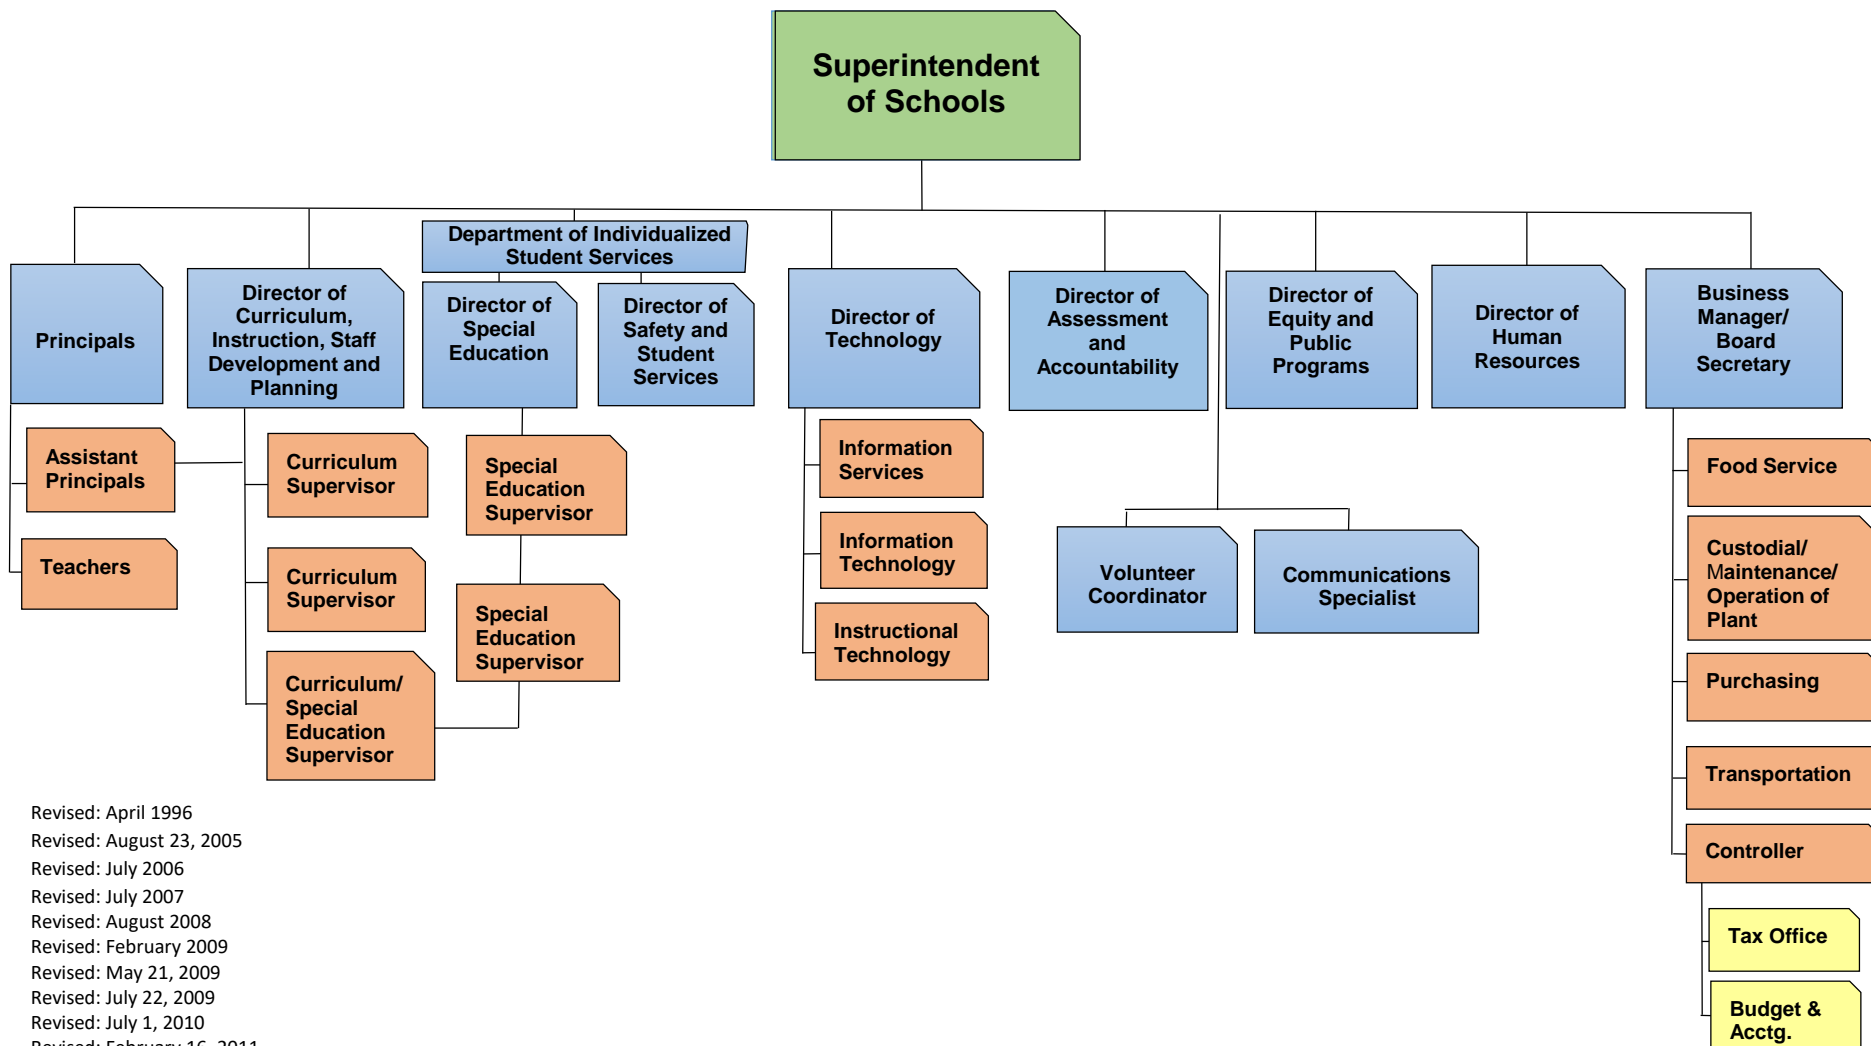 Superintendent
of Schools
Department of Individualized
Student Services
Principals
Director of
Curriculum,
Instruction, Staff
Development and
Planning
Director of
Special
Education
Director of
Safety and
Student
Services
Director of
Technology
Director of
Assessment
and
Accountability
Director of
Equity and
Public
Programs
Director of
Human
Resources
Business
Manager/
Board
Secretary
Assistant
Principals
Teachers
Curriculum
Supervisor
Curriculum
Supervisor
Curriculum/
Special
Education
Supervisor
Special
Education
Supervisor
Special
Education
Supervisor
Information
Services
Information
Technology
Instructional
Technology
Volunteer
Coordinator
Communications
Specialist
Food Service
Custodial/
Maintenance/
Operation of
Plant
Purchasing
Transportation
Controller
Tax Office
Budget &
Acctg.
Revised: April 1996
Revised: August 23, 2005
Revised: July 2006
Revised: July 2007
Revised: August 2008
Revised: February 2009
Revised: May 21, 2009
Revised: July 22, 2009
Revised: July 1, 2010
Revised: February 16, 2011